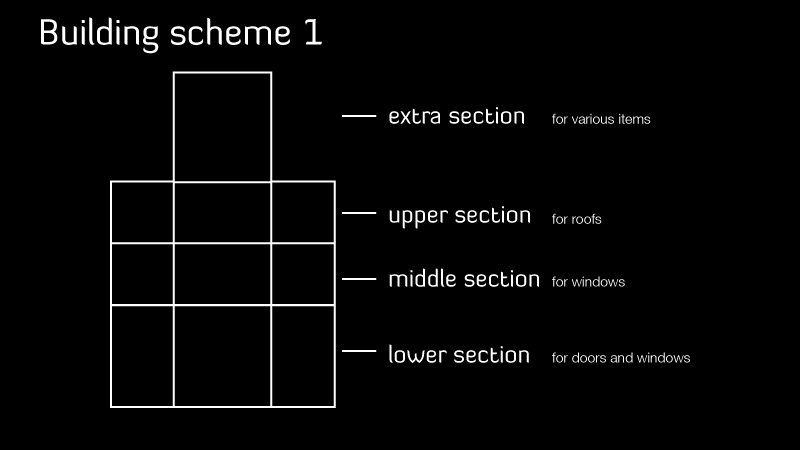 Building scheme 1
extra section for various items
upper section for roofs
middle section for windows
lower section for doors and windows